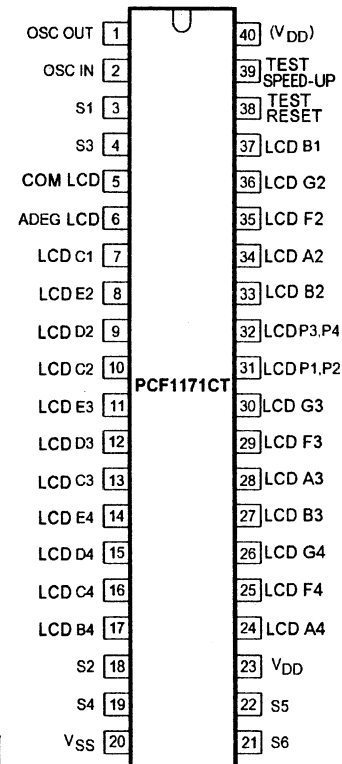 OSC OUT 1 40 (VDD)
OSC IN 2 39 TEST SPEED-UP
S1 3 38 TEST RESET
S3 4 37 LCD B1
COM LCD 5 36 LCD G2
ADEG LCD 6 35 LCD F2
LCD C1 7 34 LCD A2
LCD E2 8 33 LCD B2
LCD D2 9 32 LCD P3,P4
LCD C2 10 31 LCD P1,P2
PCF1171CT
LCD E3 11 30 LCD G3
LCD D3 12 29 LCD F3
LCD C3 13 28 LCD A3
LCD E4 14 27 LCD B3
LCD D4 15 26 LCD G4
LCD C4 16 25 LCD F4
LCD B4 17 24 LCD A4
S2 18 23 VDD
S4 19 22 S5
VSS 20 21 S6